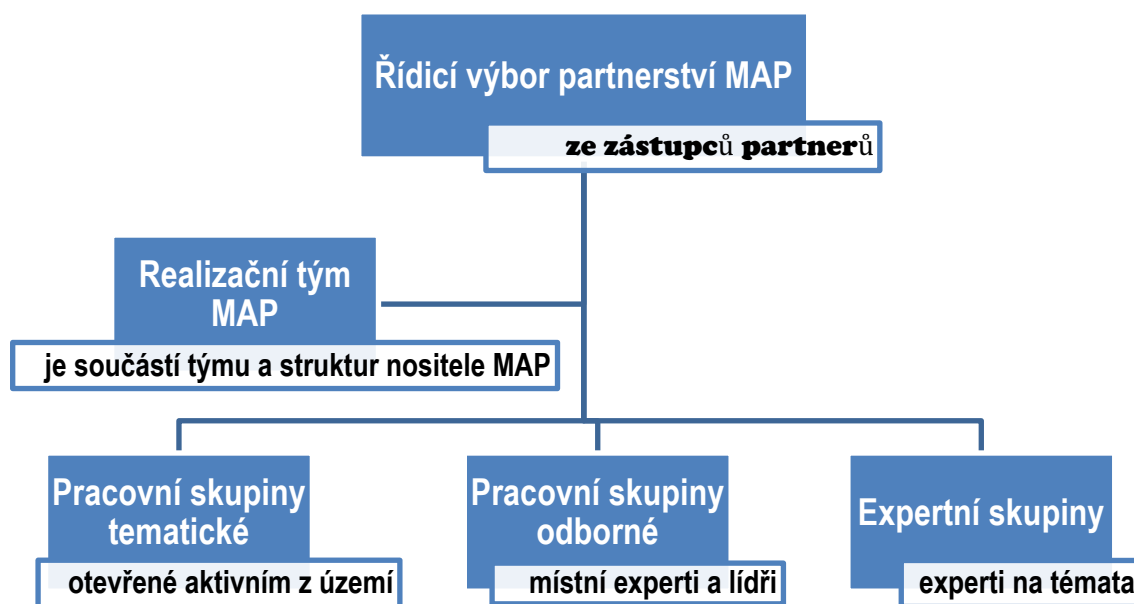 Řídicí výbor partnerství MAP
ze zástupců partnerů
Realizační tým
MAP
je součástí týmu a struktur nositele MAP
Pracovní skupiny
tematické
otevřené aktivním z území
Pracovní skupiny
odborné
místní experti a lídři
Expertní skupiny
experti na témata